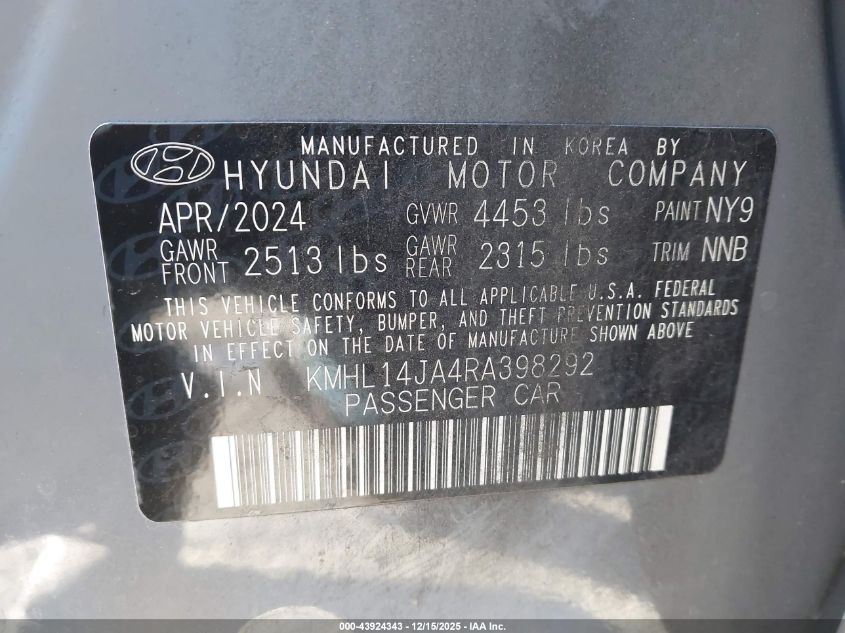 MANUFACTURED IN KOREA BY
HYUNDAI MOTOR COMPANY
APR/2024 GVWR 4453 lbs PAINT NY9
GAWR FRONT 2513 lbs GAWR REAR 2315 lbs TRIM NNB
THIS VEHICLE CONFORMS TO ALL APPLICABLE U.S.A. FEDERAL
MOTOR VEHICLE SAFETY, BUMPER, AND THEFT PREVENTION STANDARDS
IN EFFECT ON THE DATE OF MANUFACTURE SHOWN ABOVE
V.I.N KMHL14JA4RA398292
PASSENGER CAR
000-43924343 - 12/15/2025 - IAA Inc.